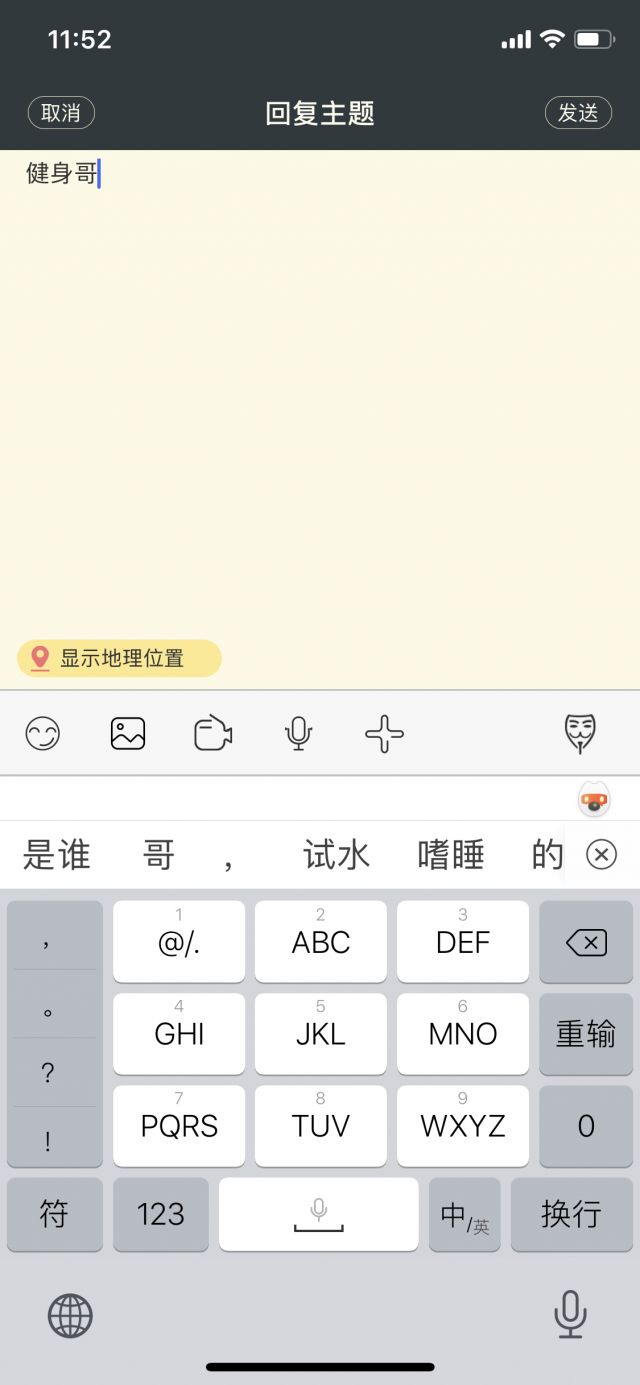 11:52
取消 回复主题 发送
健身哥
显示地理位置
是谁 哥 ， 试水 嗜睡 的
， 1 @/. 2 ABC 3 DEF
。 4 GHI 5 JKL 6 MNO 重输
? 7 PQRS 8 TUV 9 WXYZ 0
!
符 123 中/英 换行